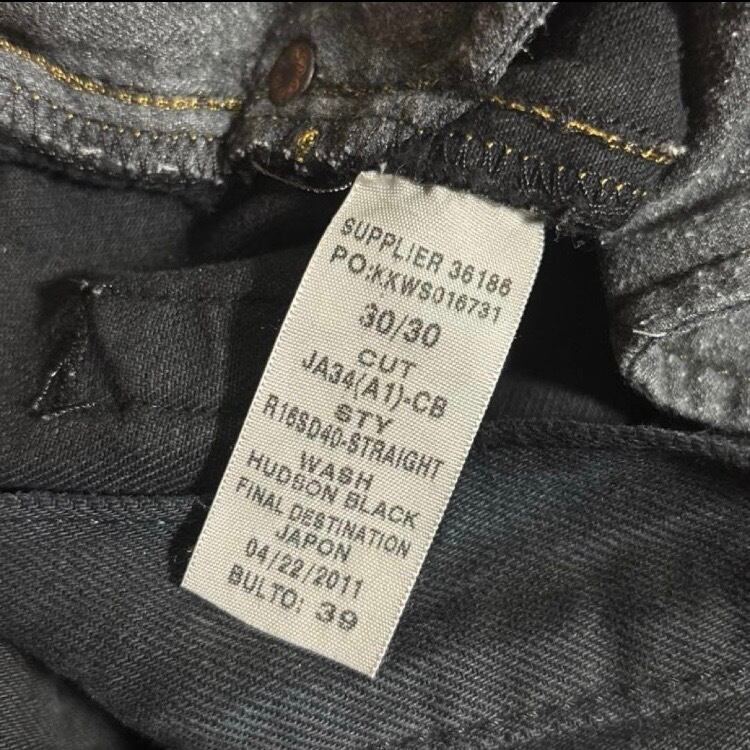 SUPPLIER 36186
PO:KKWS016731
30/30
CUT
JA34(A1)-CB
STY
R16SD40-STRAIGHT
WASH
HUDSON BLACK
FINAL DESTINATION
JAPON
04/22/2011
BULTO: 39